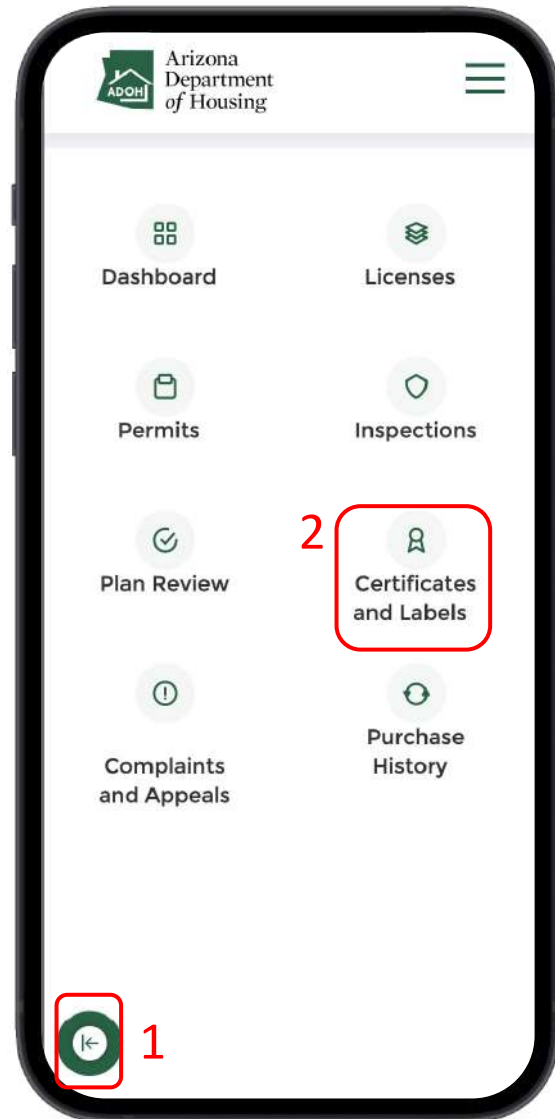 ADOH
Arizona
Department
of Housing
Dashboard
Licenses
Permits
Inspections
Plan Review
2
Certificates
and Labels
Complaints
and Appeals
Purchase
History
1